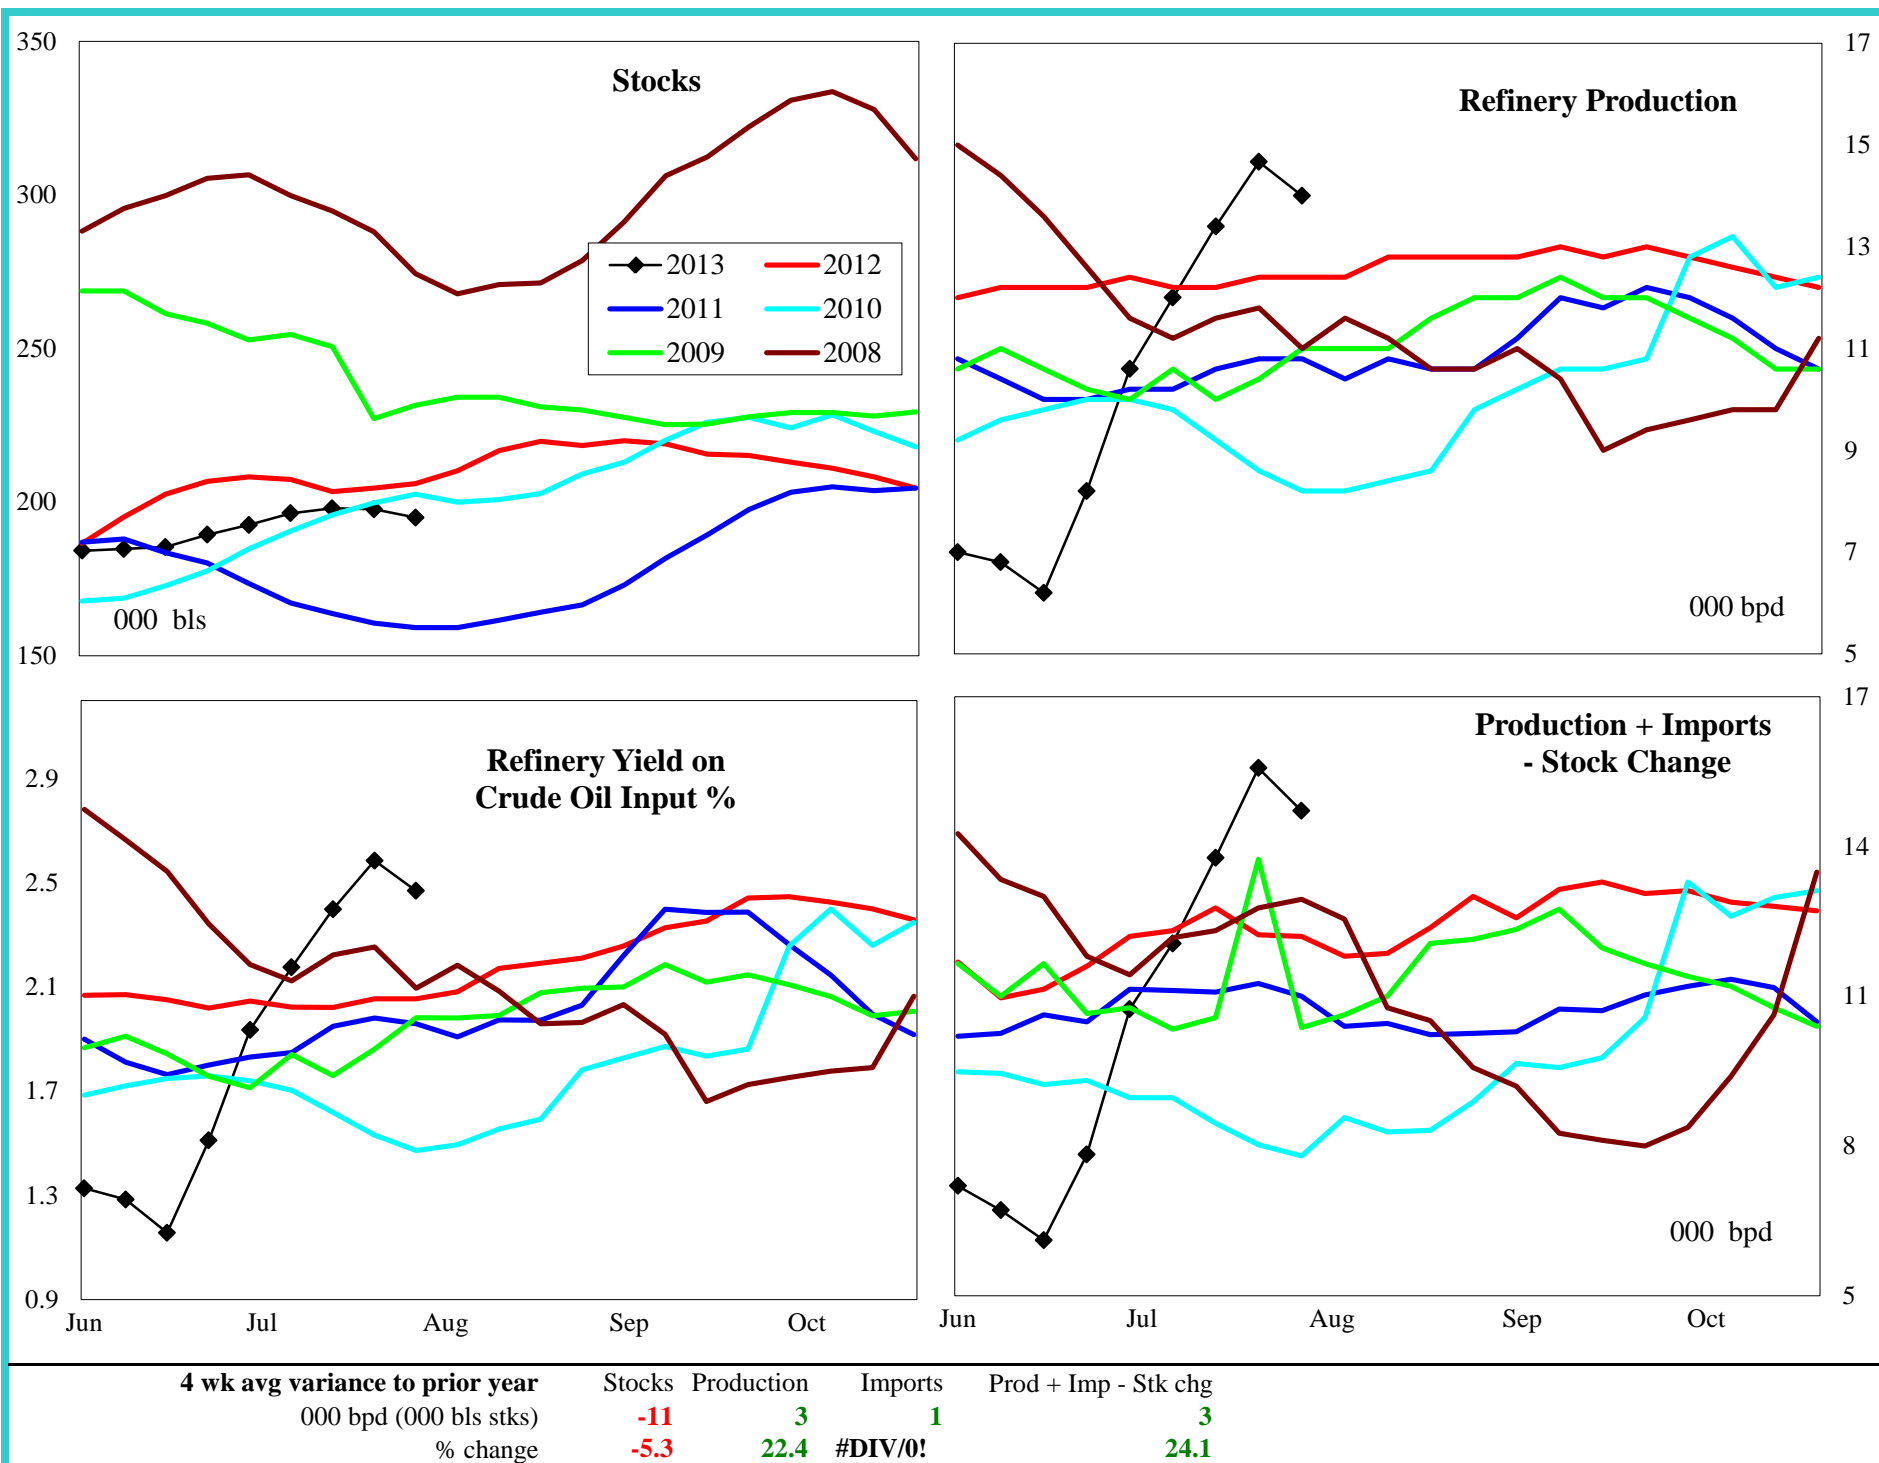 350
300
250
200
150
Stocks
2013
2012
2011
2010
2009
2008
000 bls
17
15
13
11
9
7
5
Refinery Production
000 bpd
2.9
2.5
2.1
1.7
1.3
0.9
Refinery Yield on
Crude Oil Input %
Jun Jul Aug Sep Oct
17
14
11
8
5
Production + Imports
- Stock Change
000 bpd
Jun Jul Aug Sep Oct
4 wk avg variance to prior year Stocks Production Imports Prod + Imp - Stk chg
000 bpd (000 bls stks) -11 3 1 3
% change -5.3 22.4 #DIV/0! 24.1